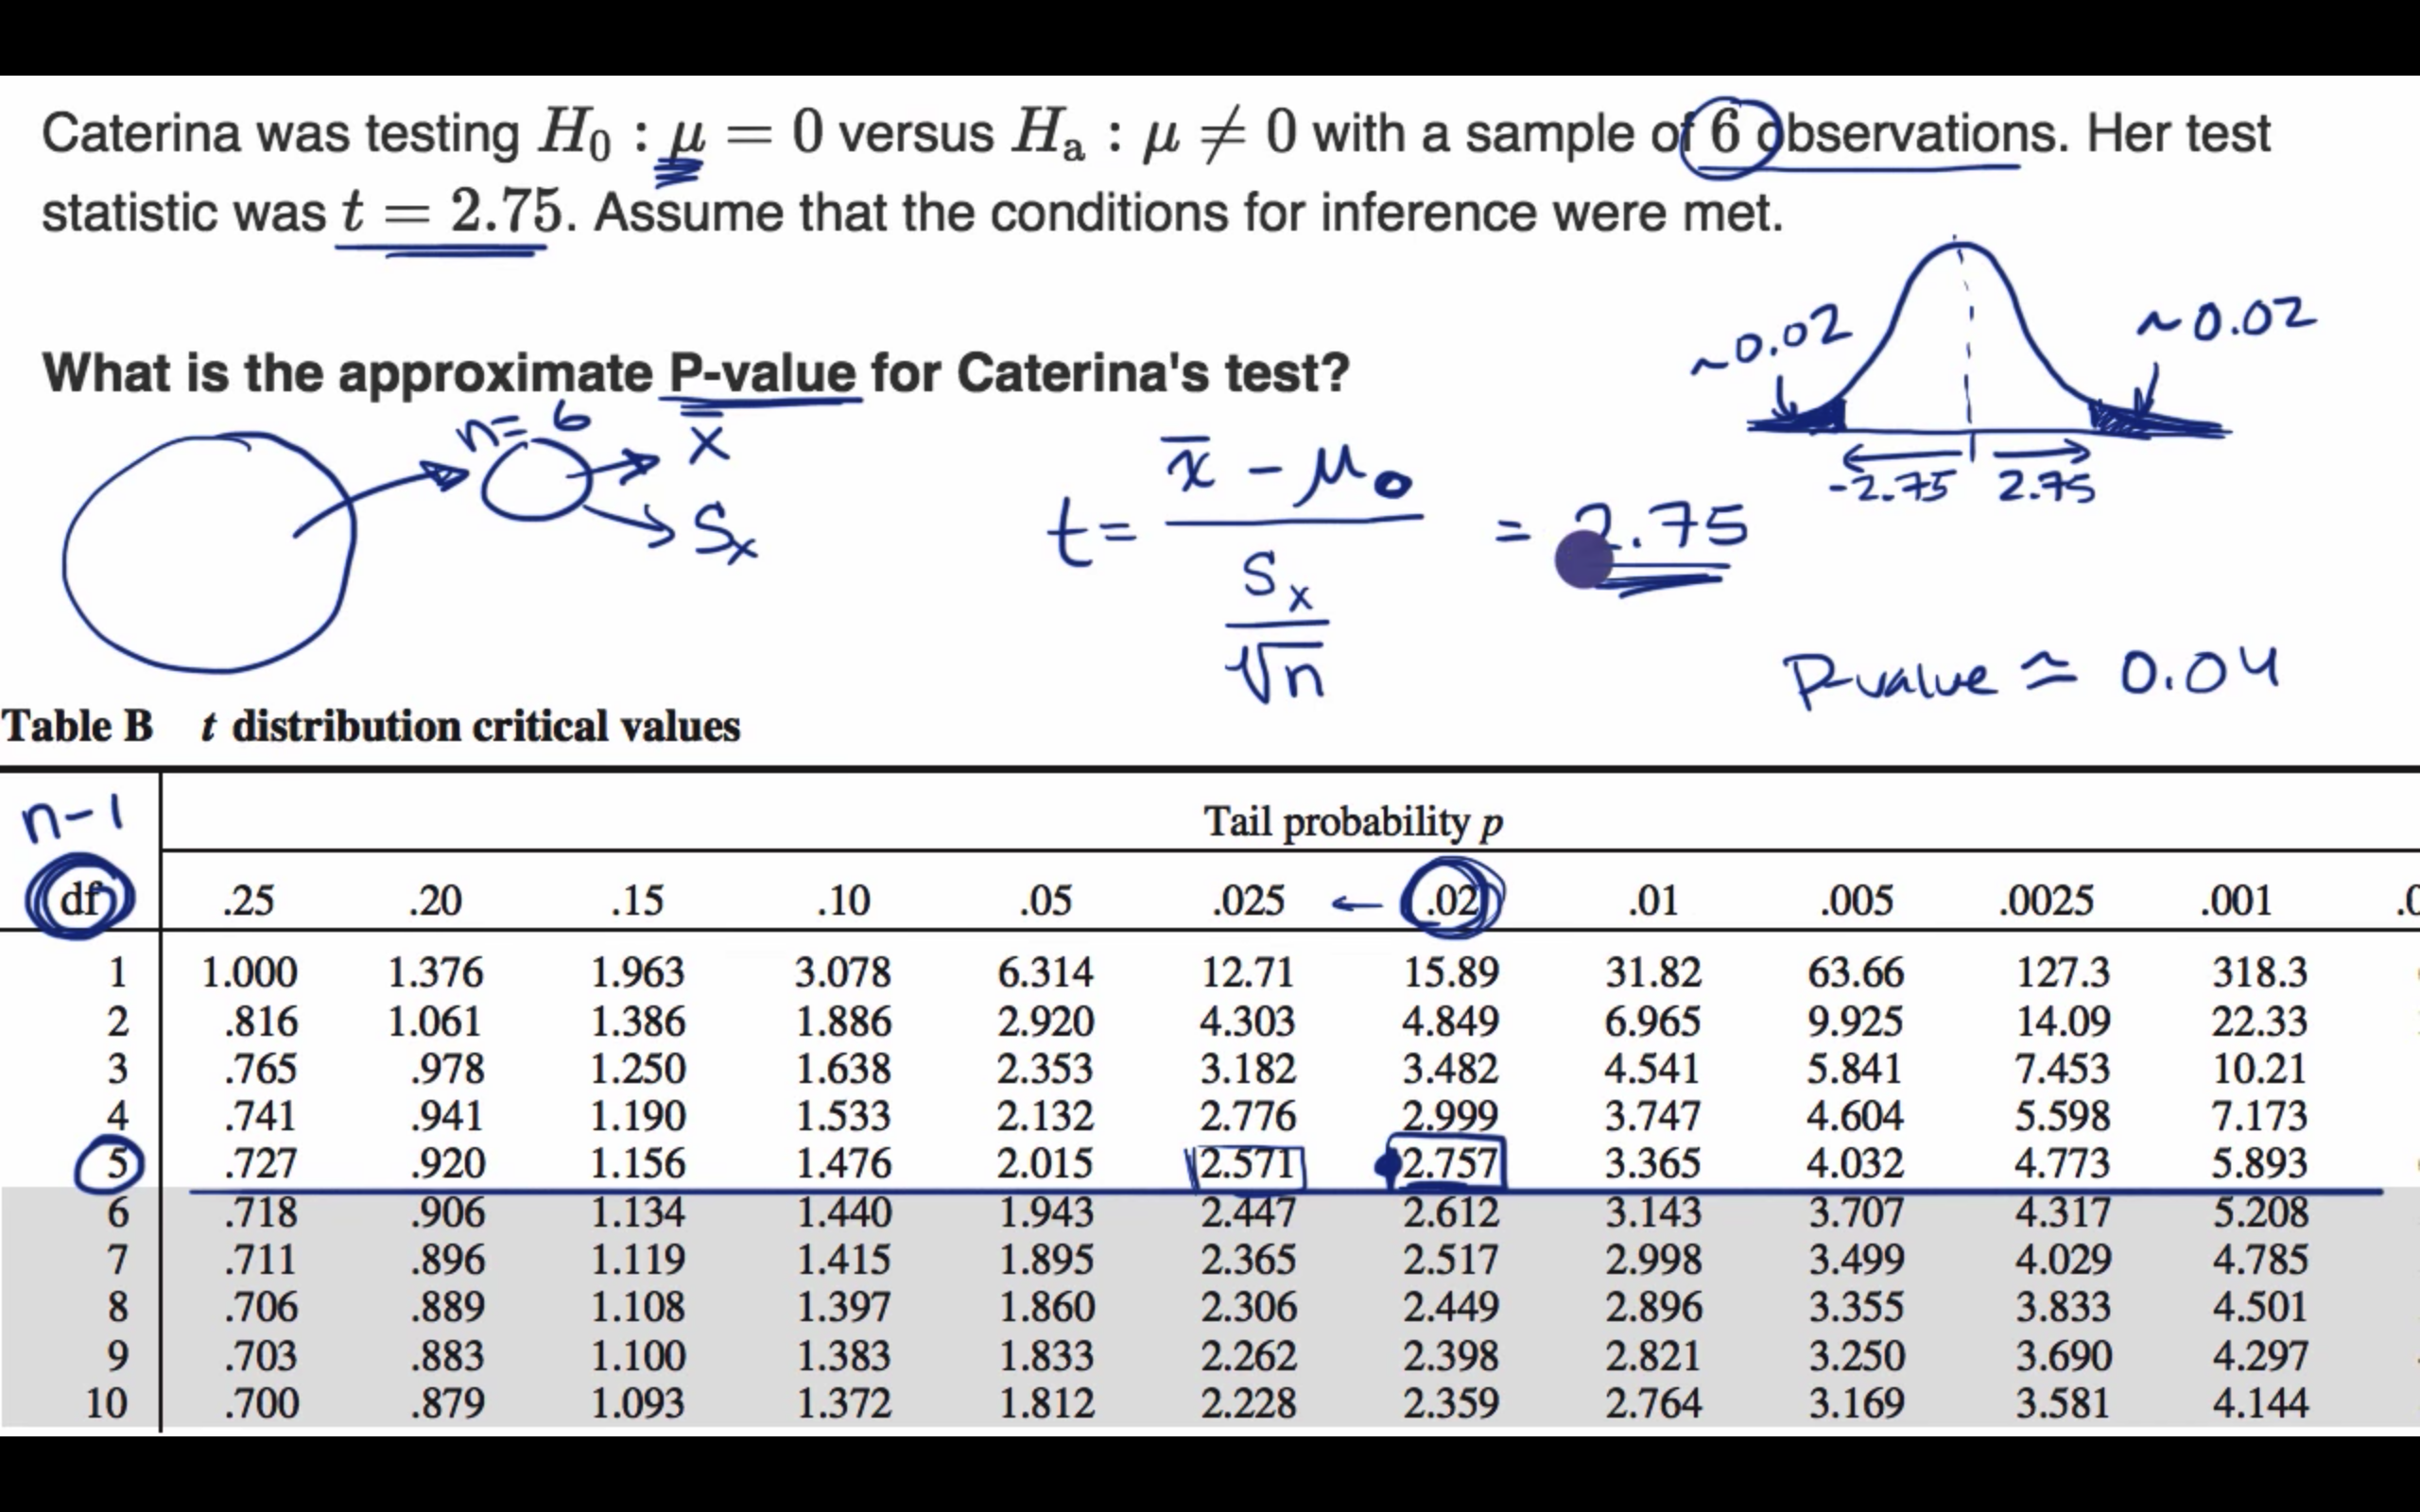 Caterina was testing H₀ : μ = 0 versus Hₐ : μ ≠ 0 with a sample of 6 observations. Her test
statistic was t = 2.75. Assume that the conditions for inference were met.
~0.02 ~0.02
What is the approximate P-value for Caterina's test?
-2.75 2.75
n=6 x̄
Sₓ
t = (x̄ - μ₀) / (Sₓ / √n) = 2.75
P-value ≈ 0.04
Table B t distribution critical values
n-1
Tail probability p
df .25 .20 .15 .10 .05 .025 ← .02 .01 .005 .0025 .001
1 1.000 1.376 1.963 3.078 6.314 12.71 15.89 31.82 63.66 127.3 318.3
2 .816 1.061 1.386 1.886 2.920 4.303 4.849 6.965 9.925 14.09 22.33
3 .765 .978 1.250 1.638 2.353 3.182 3.482 4.541 5.841 7.453 10.21
4 .741 .941 1.190 1.533 2.132 2.776 2.999 3.747 4.604 5.598 7.173
5 .727 .920 1.156 1.476 2.015 2.571 2.757 3.365 4.032 4.773 5.893
6 .718 .906 1.134 1.440 1.943 2.447 2.612 3.143 3.707 4.317 5.208
7 .711 .896 1.119 1.415 1.895 2.365 2.517 2.998 3.499 4.029 4.785
8 .706 .889 1.108 1.397 1.860 2.306 2.449 2.896 3.355 3.833 4.501
9 .703 .883 1.100 1.383 1.833 2.262 2.398 2.821 3.250 3.690 4.297
10 .700 .879 1.093 1.372 1.812 2.228 2.359 2.764 3.169 3.581 4.144